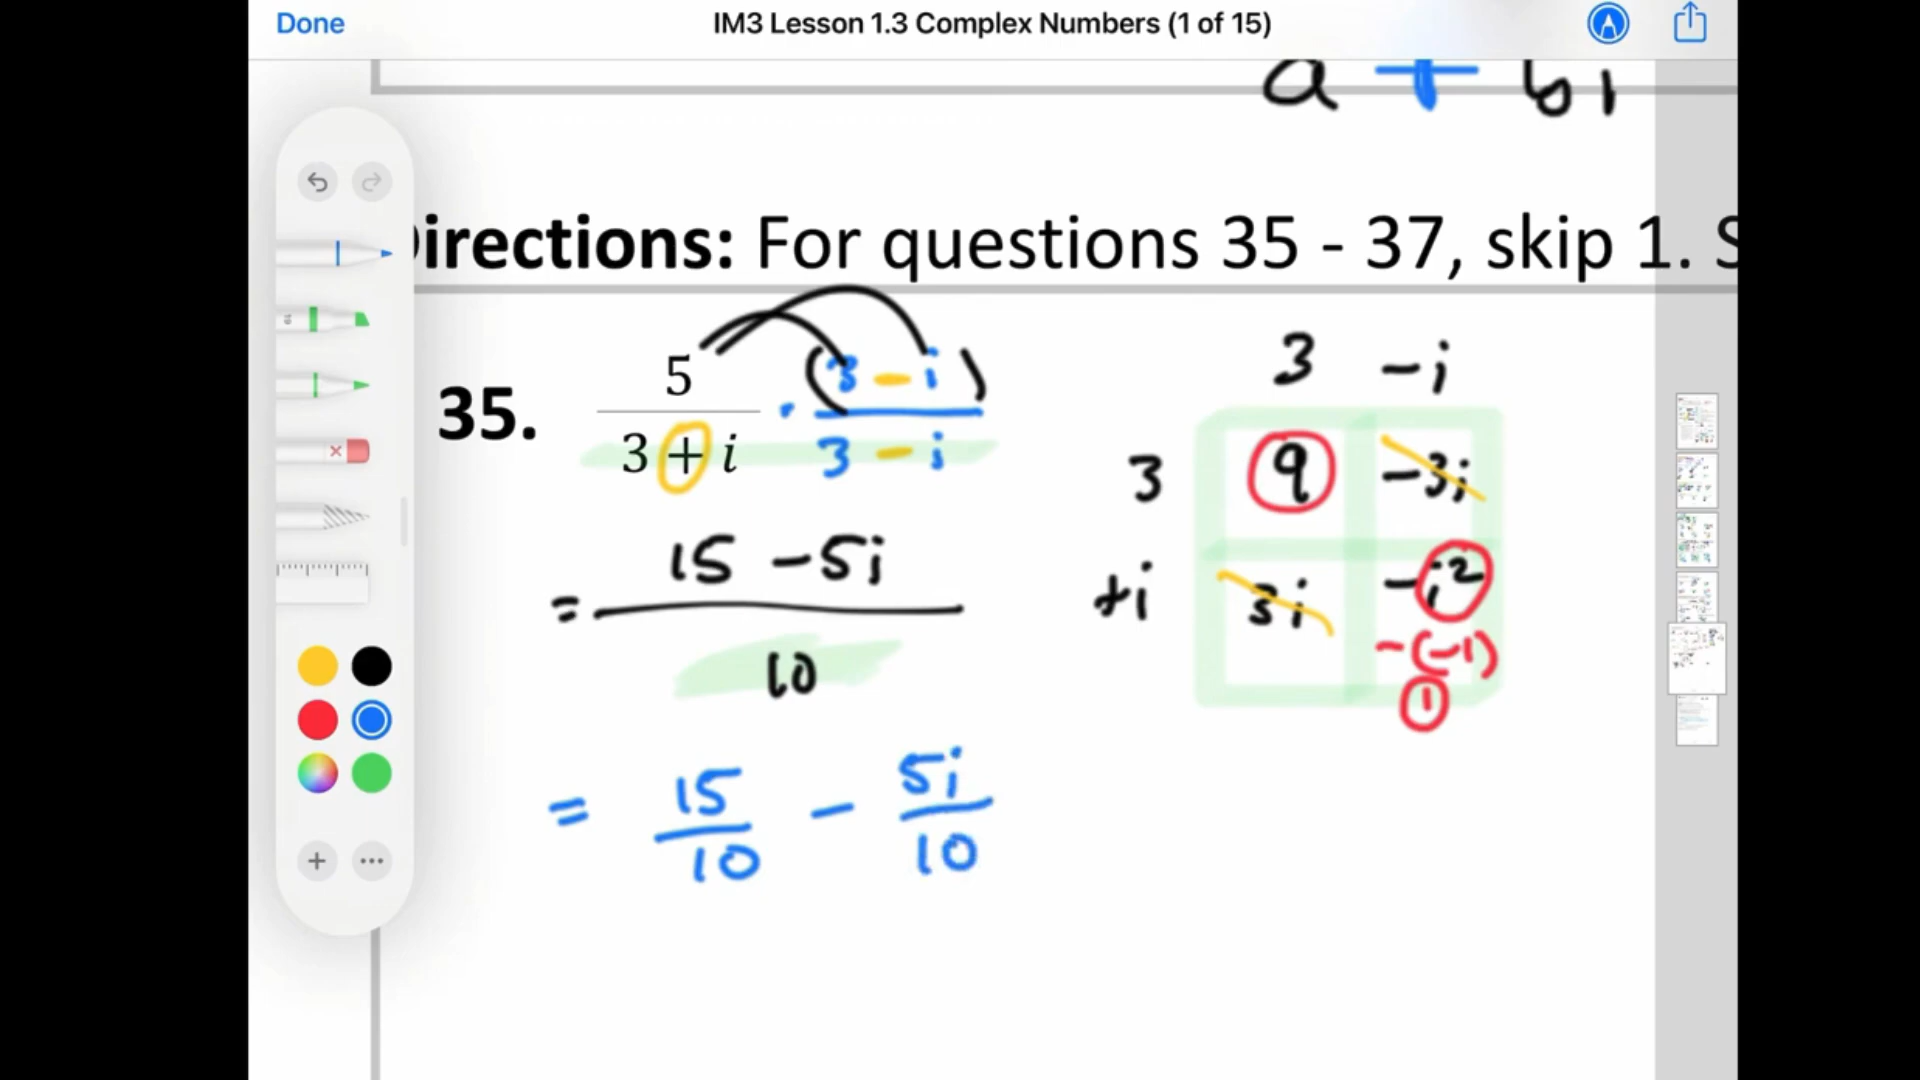 Done IM3 Lesson 1.3 Complex Numbers (1 of 15)
a + bi
irections: For questions 35 - 37, skip 1. S
35. 5/(3 + i) · (3 - i)/(3 - i)
= (15 - 5i)/10
= 15/10 - 5i/10
3 -i
3 9 -3i
+i 3i -i²
-(-1)
1